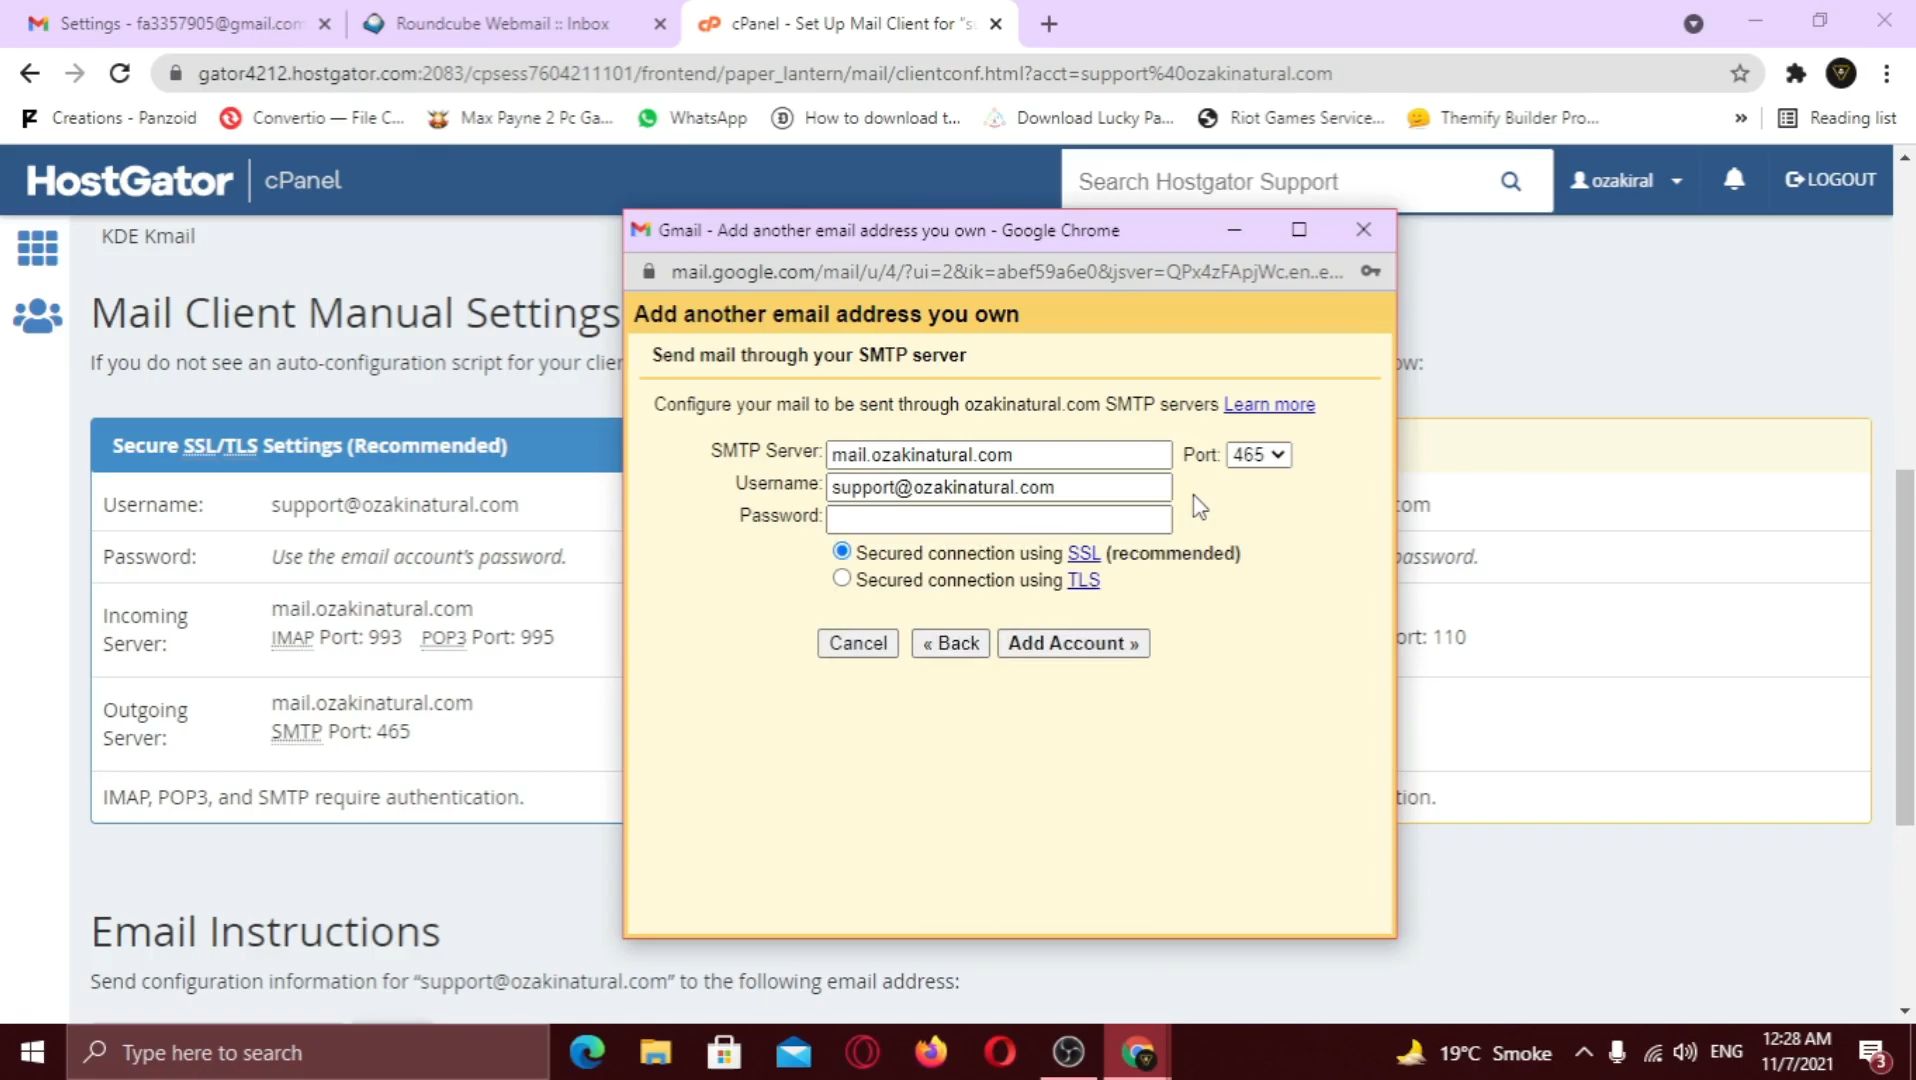 Settings - fa3357905@gmail.com
Roundcube Webmail :: Inbox
cPanel - Set Up Mail Client for "su
gator4212.hostgator.com:2083/cpsess7604211101/frontend/paper_lantern/mail/clientconf.html?acct=support%40ozakinatural.com
Creations - Panzoid
Convertio — File C...
Max Payne 2 Pc Ga...
WhatsApp
How to download t...
Download Lucky Pa...
Riot Games Service...
Themify Builder Pro...
»
Reading list
HostGator
cPanel
Search Hostgator Support
ozakiral
LOGOUT
KDE Kmail
Mail Client Manual Settings
If you do not see an auto-configuration script for your clien
ow:
Secure SSL/TLS Settings (Recommended)
Username: support@ozakinatural.com
Password: Use the email account's password.
Incoming Server: mail.ozakinatural.com
IMAP Port: 993 POP3 Port: 995
Outgoing Server: mail.ozakinatural.com
SMTP Port: 465
IMAP, POP3, and SMTP require authentication.
com
assword.
ort: 110
tion.
Gmail - Add another email address you own - Google Chrome
mail.google.com/mail/u/4/?ui=2&ik=abef59a6e0&jsver=QPx4zFApjWc.en..e...
Add another email address you own
Send mail through your SMTP server
Configure your mail to be sent through ozakinatural.com SMTP servers Learn more
SMTP Server: mail.ozakinatural.com Port: 465
Username: support@ozakinatural.com
Password:
Secured connection using SSL (recommended)
Secured connection using TLS
Cancel
« Back
Add Account »
Email Instructions
Send configuration information for “support@ozakinatural.com” to the following email address:
Type here to search
19°C Smoke
ENG
12:28 AM
11/7/2021
3